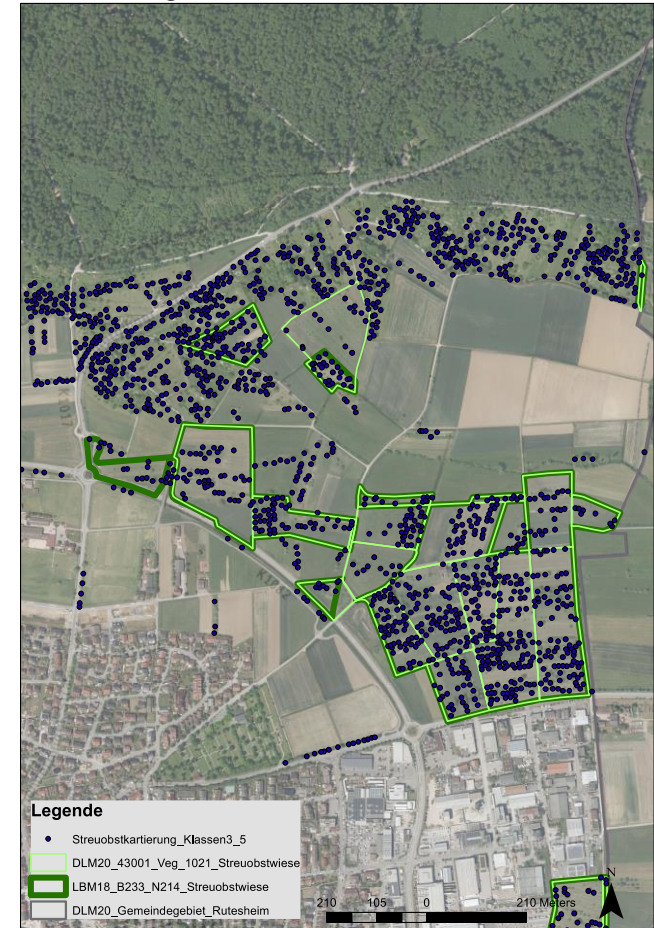 Legende
Streuobstkartierung_Klassen3_5
DLM20_43001_Veg_1021_Streuobstwiese
LBM18_B233_N214_Streuobstwiese
DLM20_Gemeindegebiet_Rutesheim
210 105 0 210 Meters
N